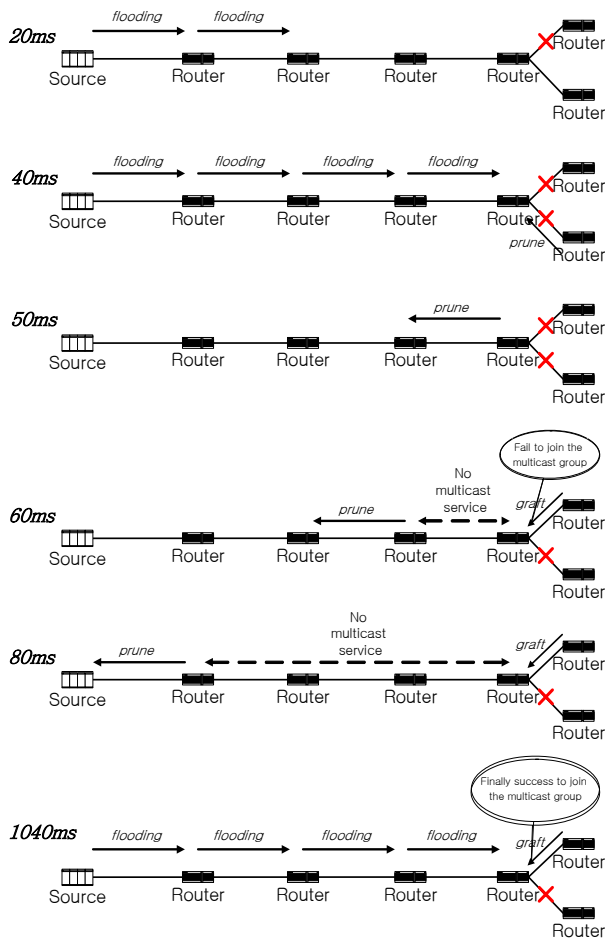 20ms
flooding flooding
Source Router Router Router Router Router
Router
40ms
flooding flooding flooding flooding
Source Router Router Router Router Router
prune
Router
50ms
prune
Source Router Router Router Router Router
Router
Fail to join the
multicast group
60ms
No
multicast
service
prune
graft
Source Router Router Router Router Router
Router
80ms
No
multicast
service
prune
graft
Source Router Router Router Router Router
Router
Finally success to join
the multicast group
1040ms
flooding flooding flooding flooding
graft
Source Router Router Router Router Router
Router